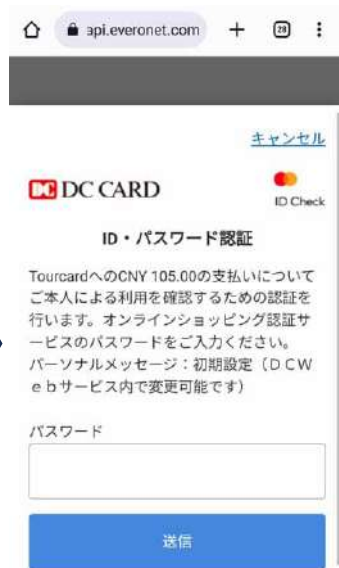 api.everonet.com
28
キャンセル
DC DC CARD
ID Check
ID・パスワード認証
TourcardへのCNY 105.00の支払いについて
ご本人による利用を確認するための認証を
行います。オンラインショッピング認証サ
ービスのパスワードをご入力ください。
パーソナルメッセージ：初期設定（ＤＣＷ
ｅｂサービス内で変更可能です）
パスワード
送信